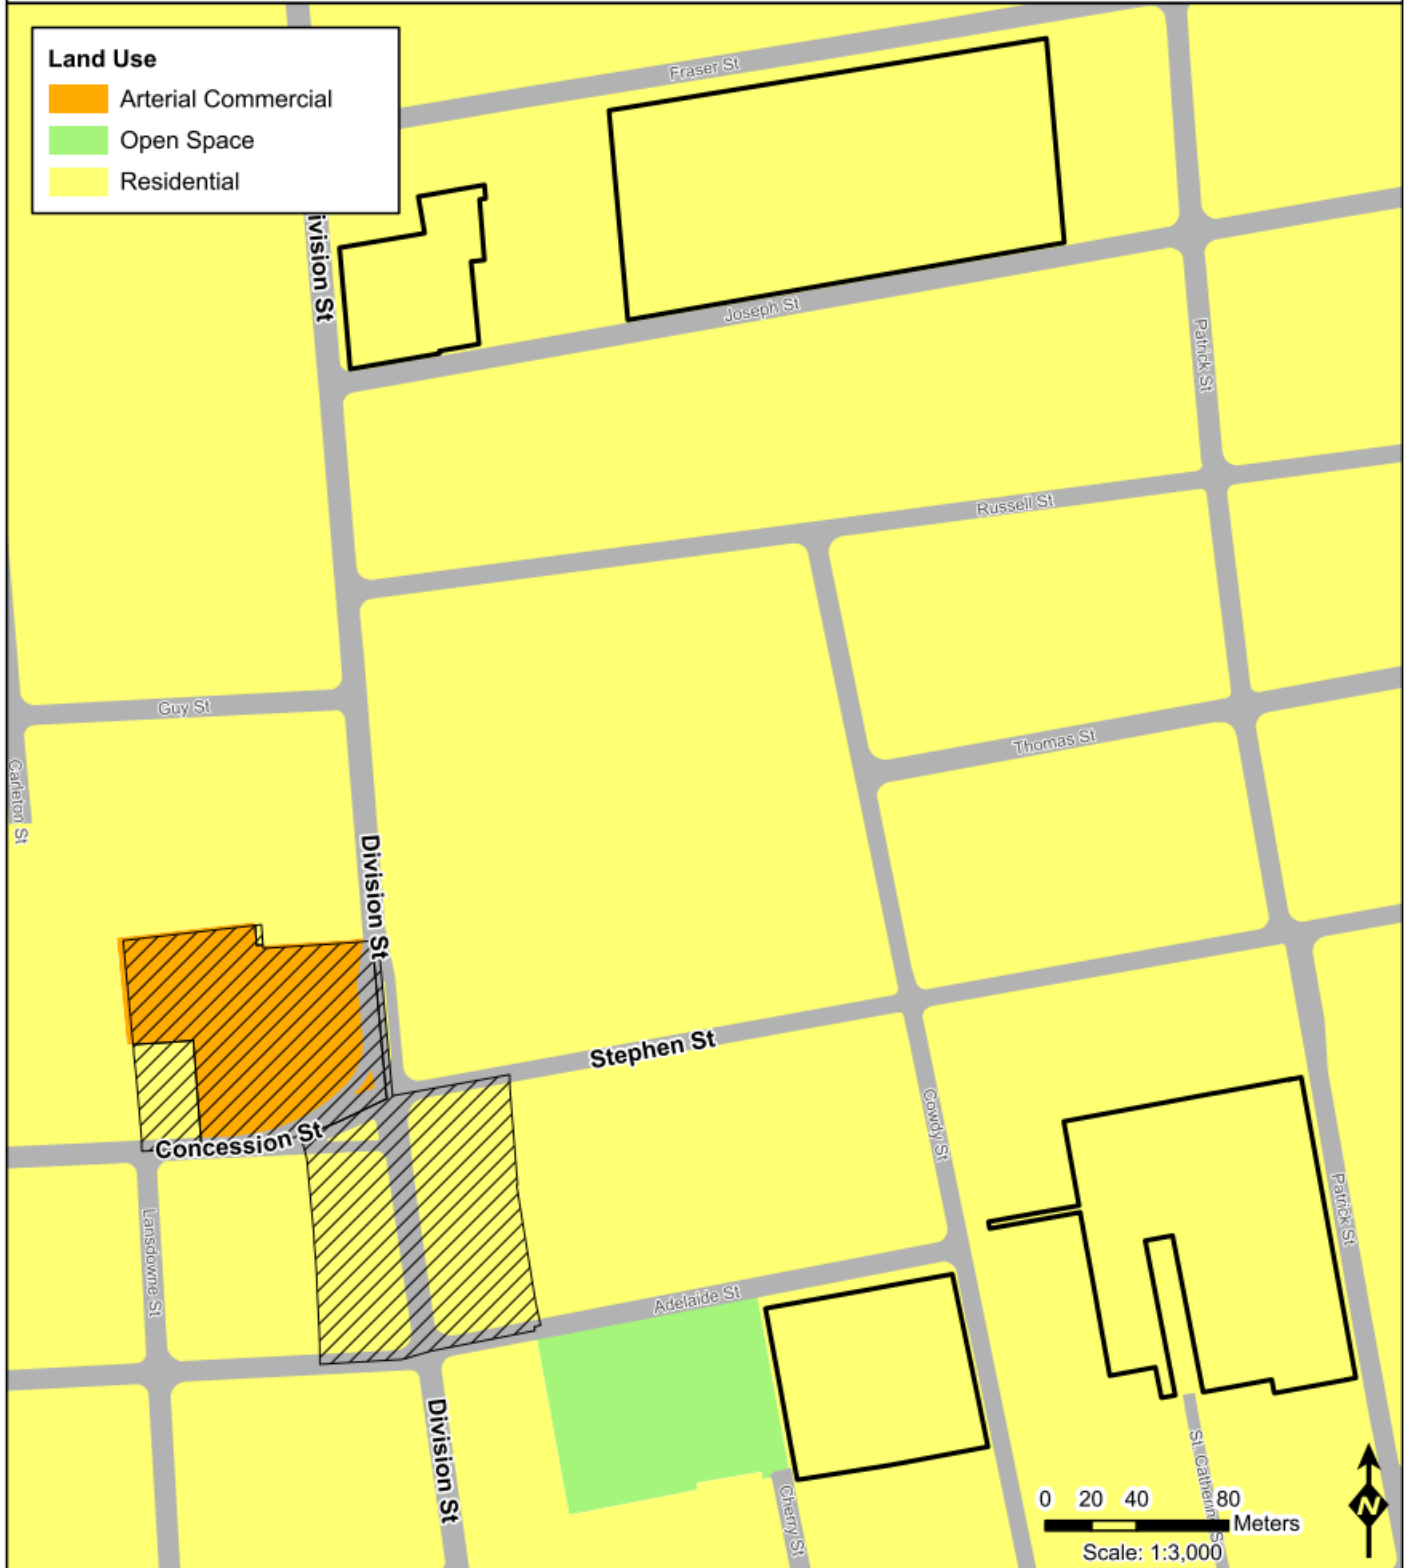 Land Use
Arterial Commercial
Open Space
Residential
Fraser St
ivision St
Joseph St
Patrick St
Russell St
Guy St
Thomas St
Carleton St
Division St
Stephen St
Concession St
Cowdy St
Lansdowne St
Patrick St
Adelaide St
Division St
Cherry St
St. Catherine S
0 20 40 80
Meters
Scale: 1:3,000
N